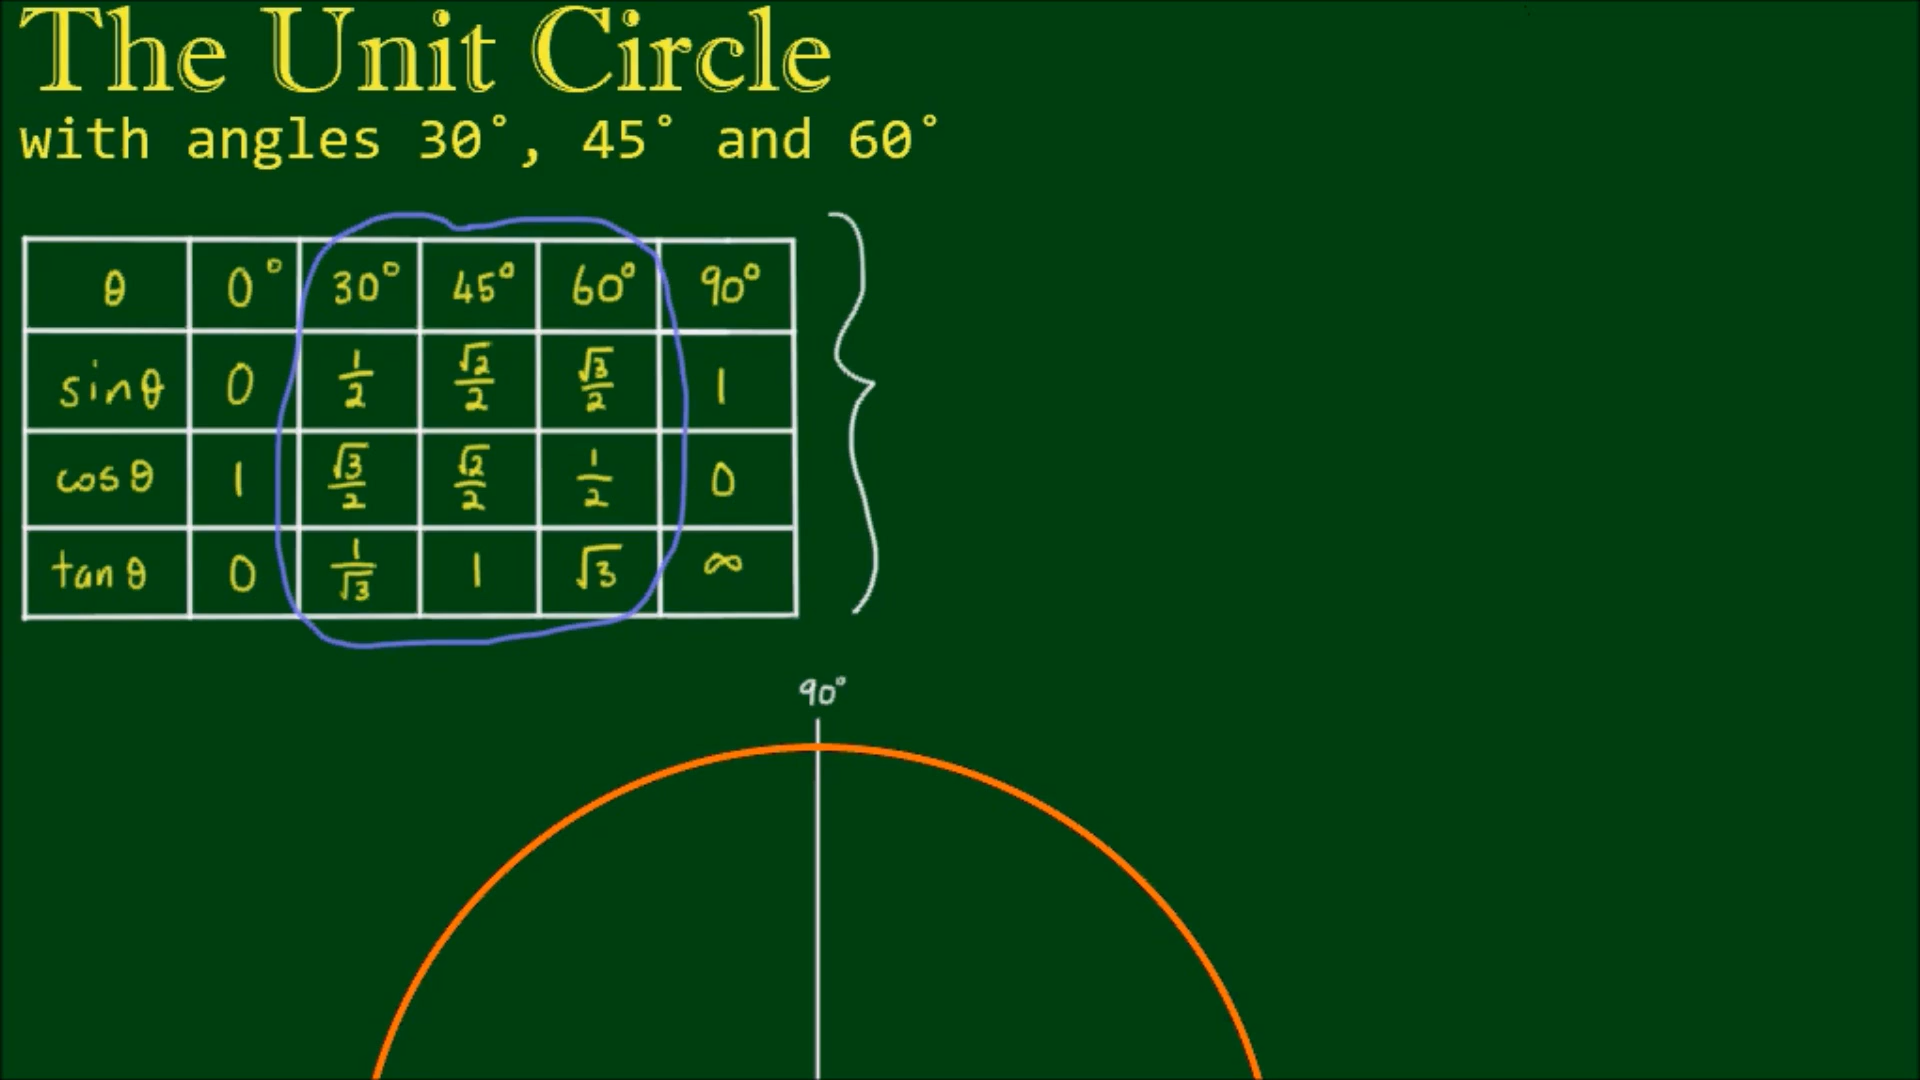 The Unit Circle
with angles 30°, 45° and 60°
θ 0° 30° 45° 60° 90°
sinθ 0 1/2 √2/2 √3/2 1
cosθ 1 √3/2 √2/2 1/2 0
tanθ 0 1/√3 1 √3 ∞
90°